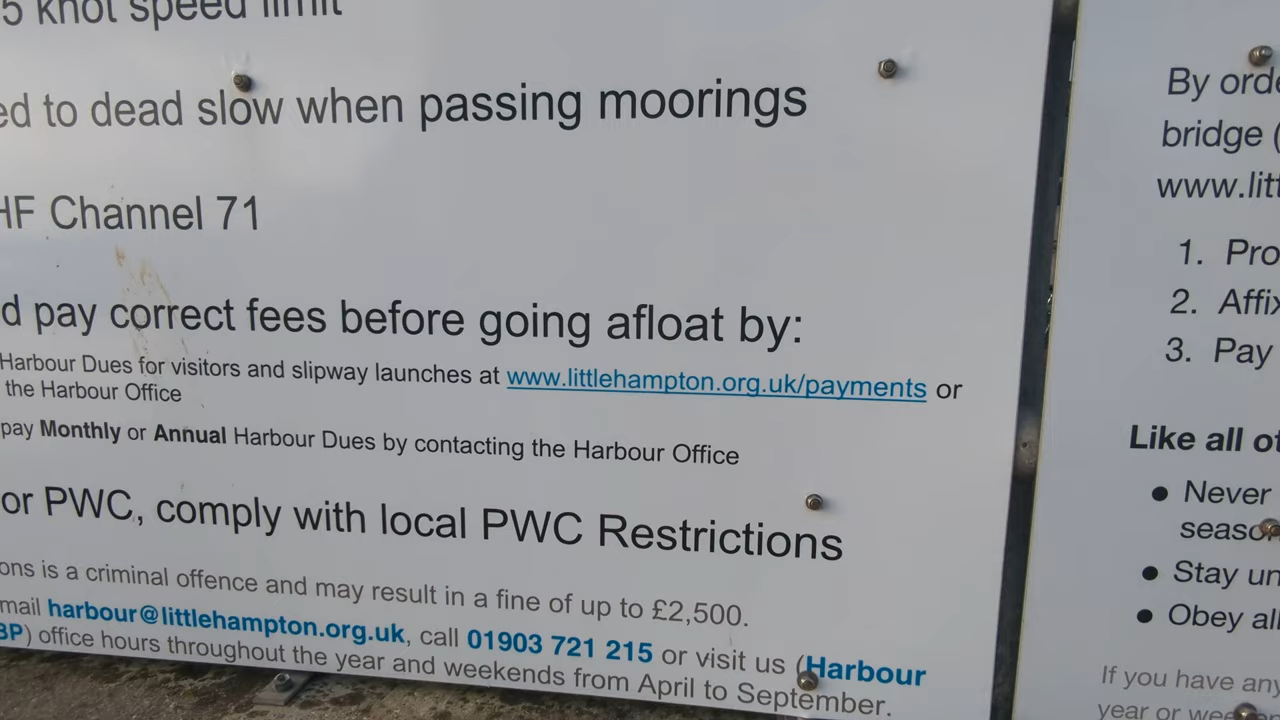 5 knot speed limit
ed to dead slow when passing moorings
HF Channel 71
d pay correct fees before going afloat by:
Harbour Dues for visitors and slipway launches at www.littlehampton.org.uk/payments or
the Harbour Office
pay Monthly or Annual Harbour Dues by contacting the Harbour Office
or PWC, comply with local PWC Restrictions
ons is a criminal offence and may result in a fine of up to £2,500.
mail harbour@littlehampton.org.uk, call 01903 721 215 or visit us (Harbour
BP) office hours throughout the year and weekends from April to September.
By orde
bridge (
www.litt
1. Pro
2. Affix
3. Pay
Like all ot
• Never
seaso
• Stay un
• Obey all
If you have any
year or wee